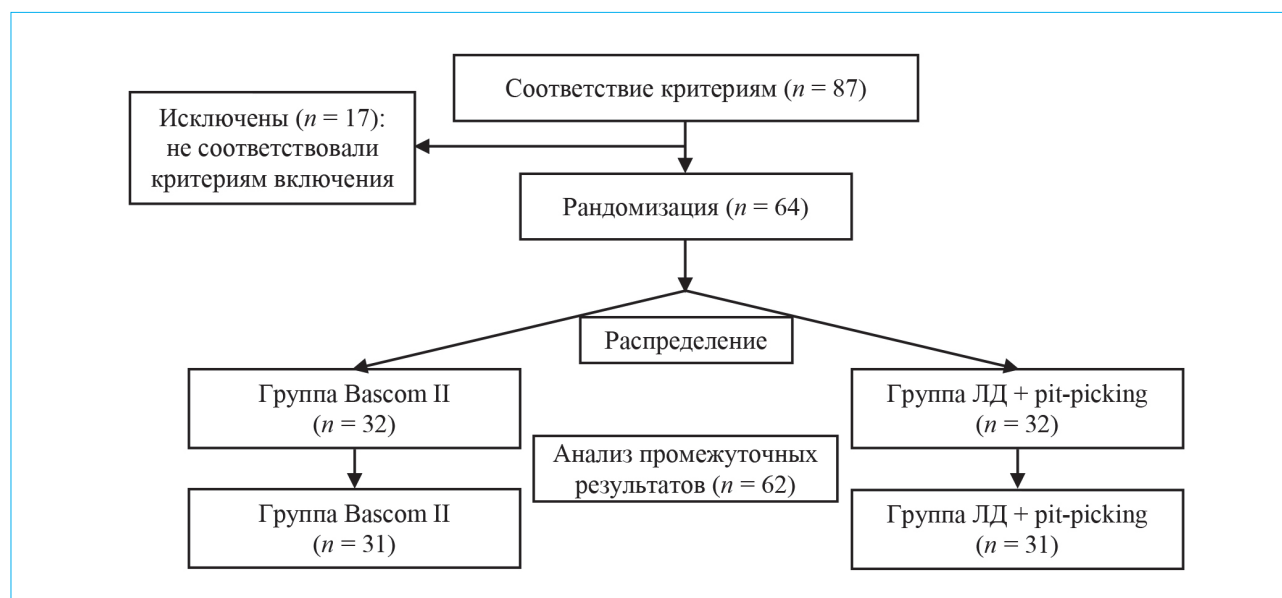 Соответствие критериям (n = 87)
Исключены (n = 17):
не соответствовали
критериям включения
Рандомизация (n = 64)
Распределение
Группа Bascom II
(n = 32)
Группа ЛД + pit-picking
(n = 32)
Анализ промежуточных
результатов (n = 62)
Группа Bascom II
(n = 31)
Группа ЛД + pit-picking
(n = 31)